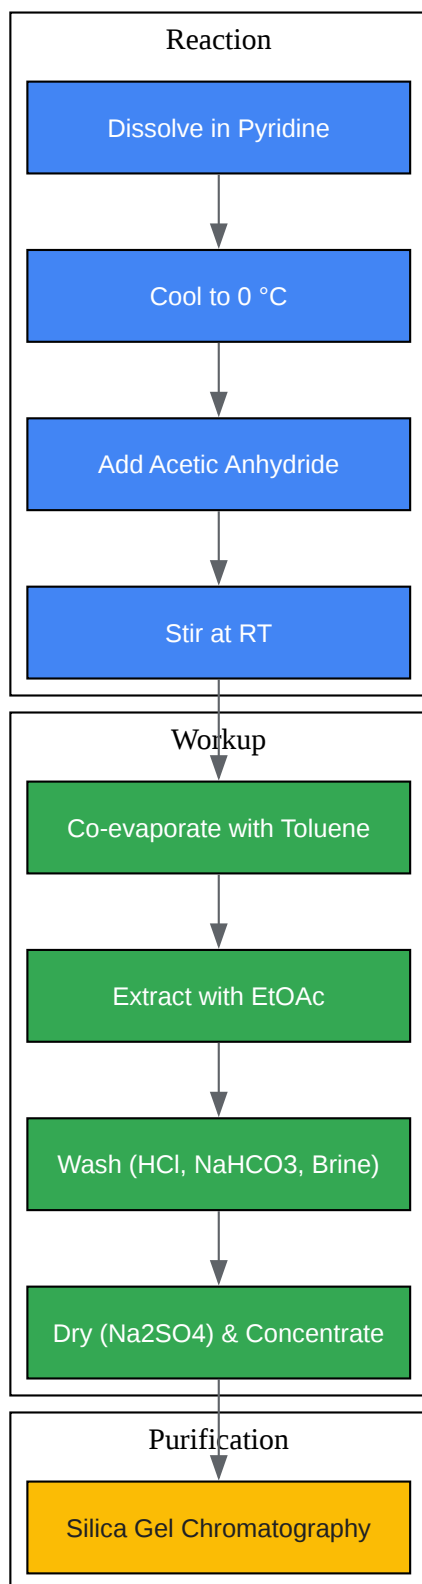 Reaction
Dissolve in Pyridine
Cool to 0 °C
Add Acetic Anhydride
Stir at RT
Workup
Co-evaporate with Toluene
Extract with EtOAc
Wash (HCl, NaHCO3, Brine)
Dry (Na2SO4) & Concentrate
Purification
Silica Gel Chromatography